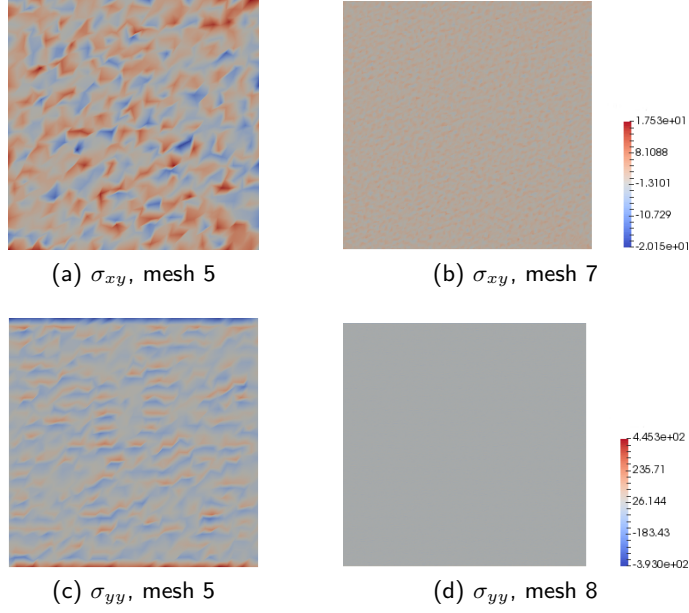 1.753e+01
8.1088
-1.3101
-10.729
-2.015e+01
(a) σxy, mesh 5
(b) σxy, mesh 7
4.453e+02
235.71
26.144
-183.43
-3.930e+02
(c) σyy, mesh 5
(d) σyy, mesh 8